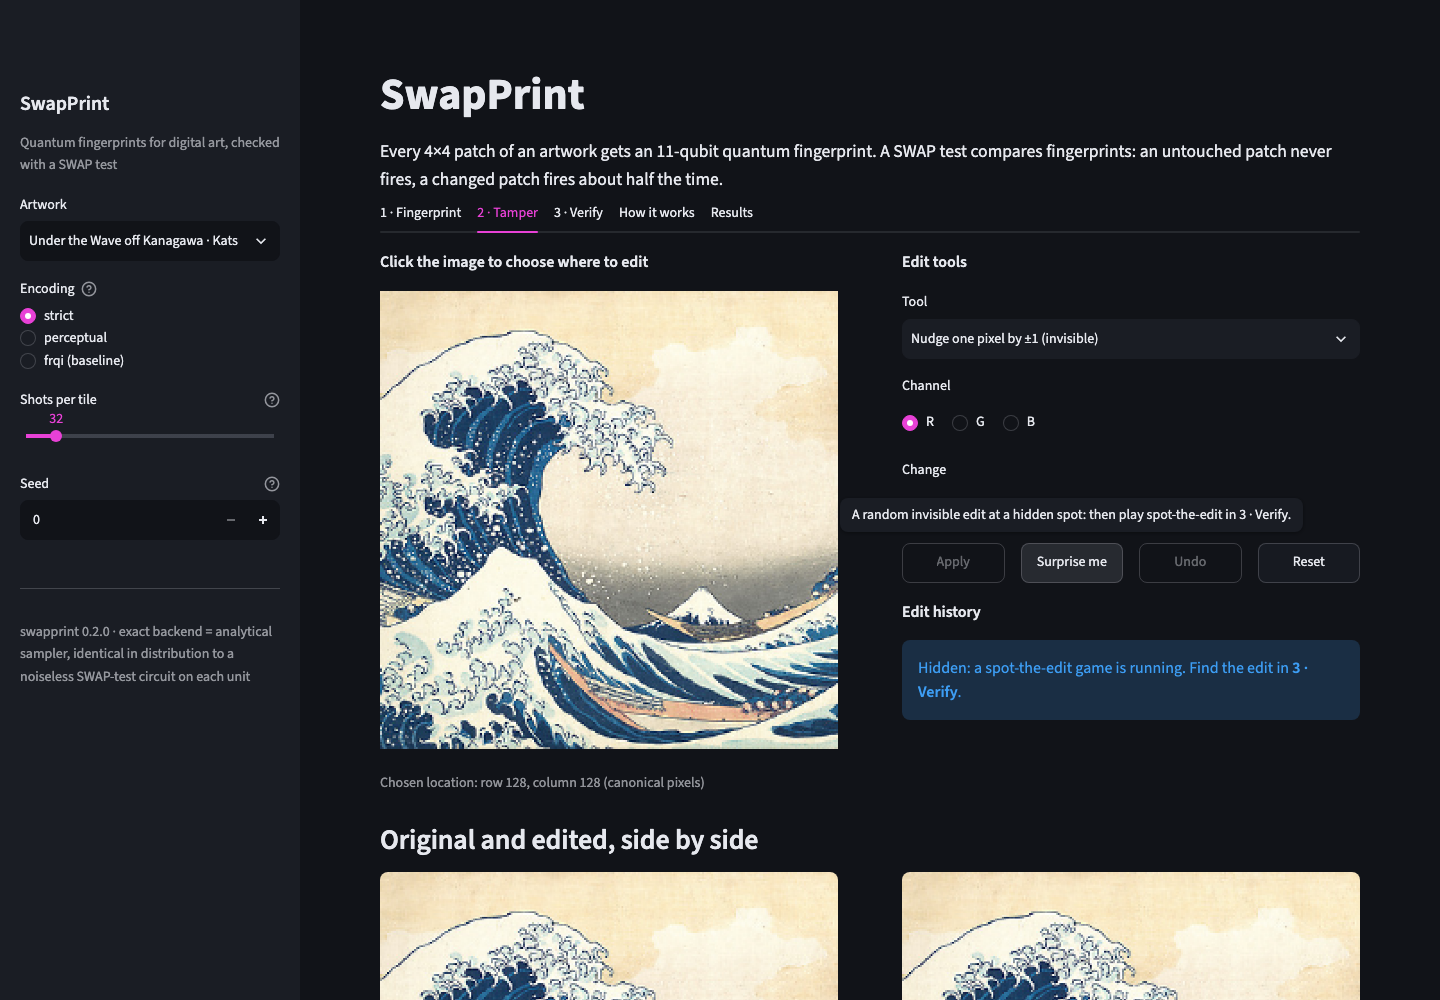 SwapPrint
Quantum fingerprints for digital art, checked
with a SWAP test
Artwork
Under the Wave off Kanagawa · Kats
Encoding
strict
perceptual
frqi (baseline)
Shots per tile
32
Seed
0
swapprint 0.2.0 · exact backend = analytical
sampler, identical in distribution to a
noiseless SWAP-test circuit on each unit
SwapPrint
Every 4×4 patch of an artwork gets an 11-qubit quantum fingerprint. A SWAP test compares fingerprints: an untouched patch never
fires, a changed patch fires about half the time.
1 · Fingerprint 2 · Tamper 3 · Verify How it works Results
Click the image to choose where to edit
Chosen location: row 128, column 128 (canonical pixels)
Edit tools
Tool
Nudge one pixel by ±1 (invisible)
Channel
R G B
Change
A random invisible edit at a hidden spot: then play spot-the-edit in 3 · Verify.
Apply Surprise me Undo Reset
Edit history
Hidden: a spot-the-edit game is running. Find the edit in 3 ·
Verify.
Original and edited, side by side